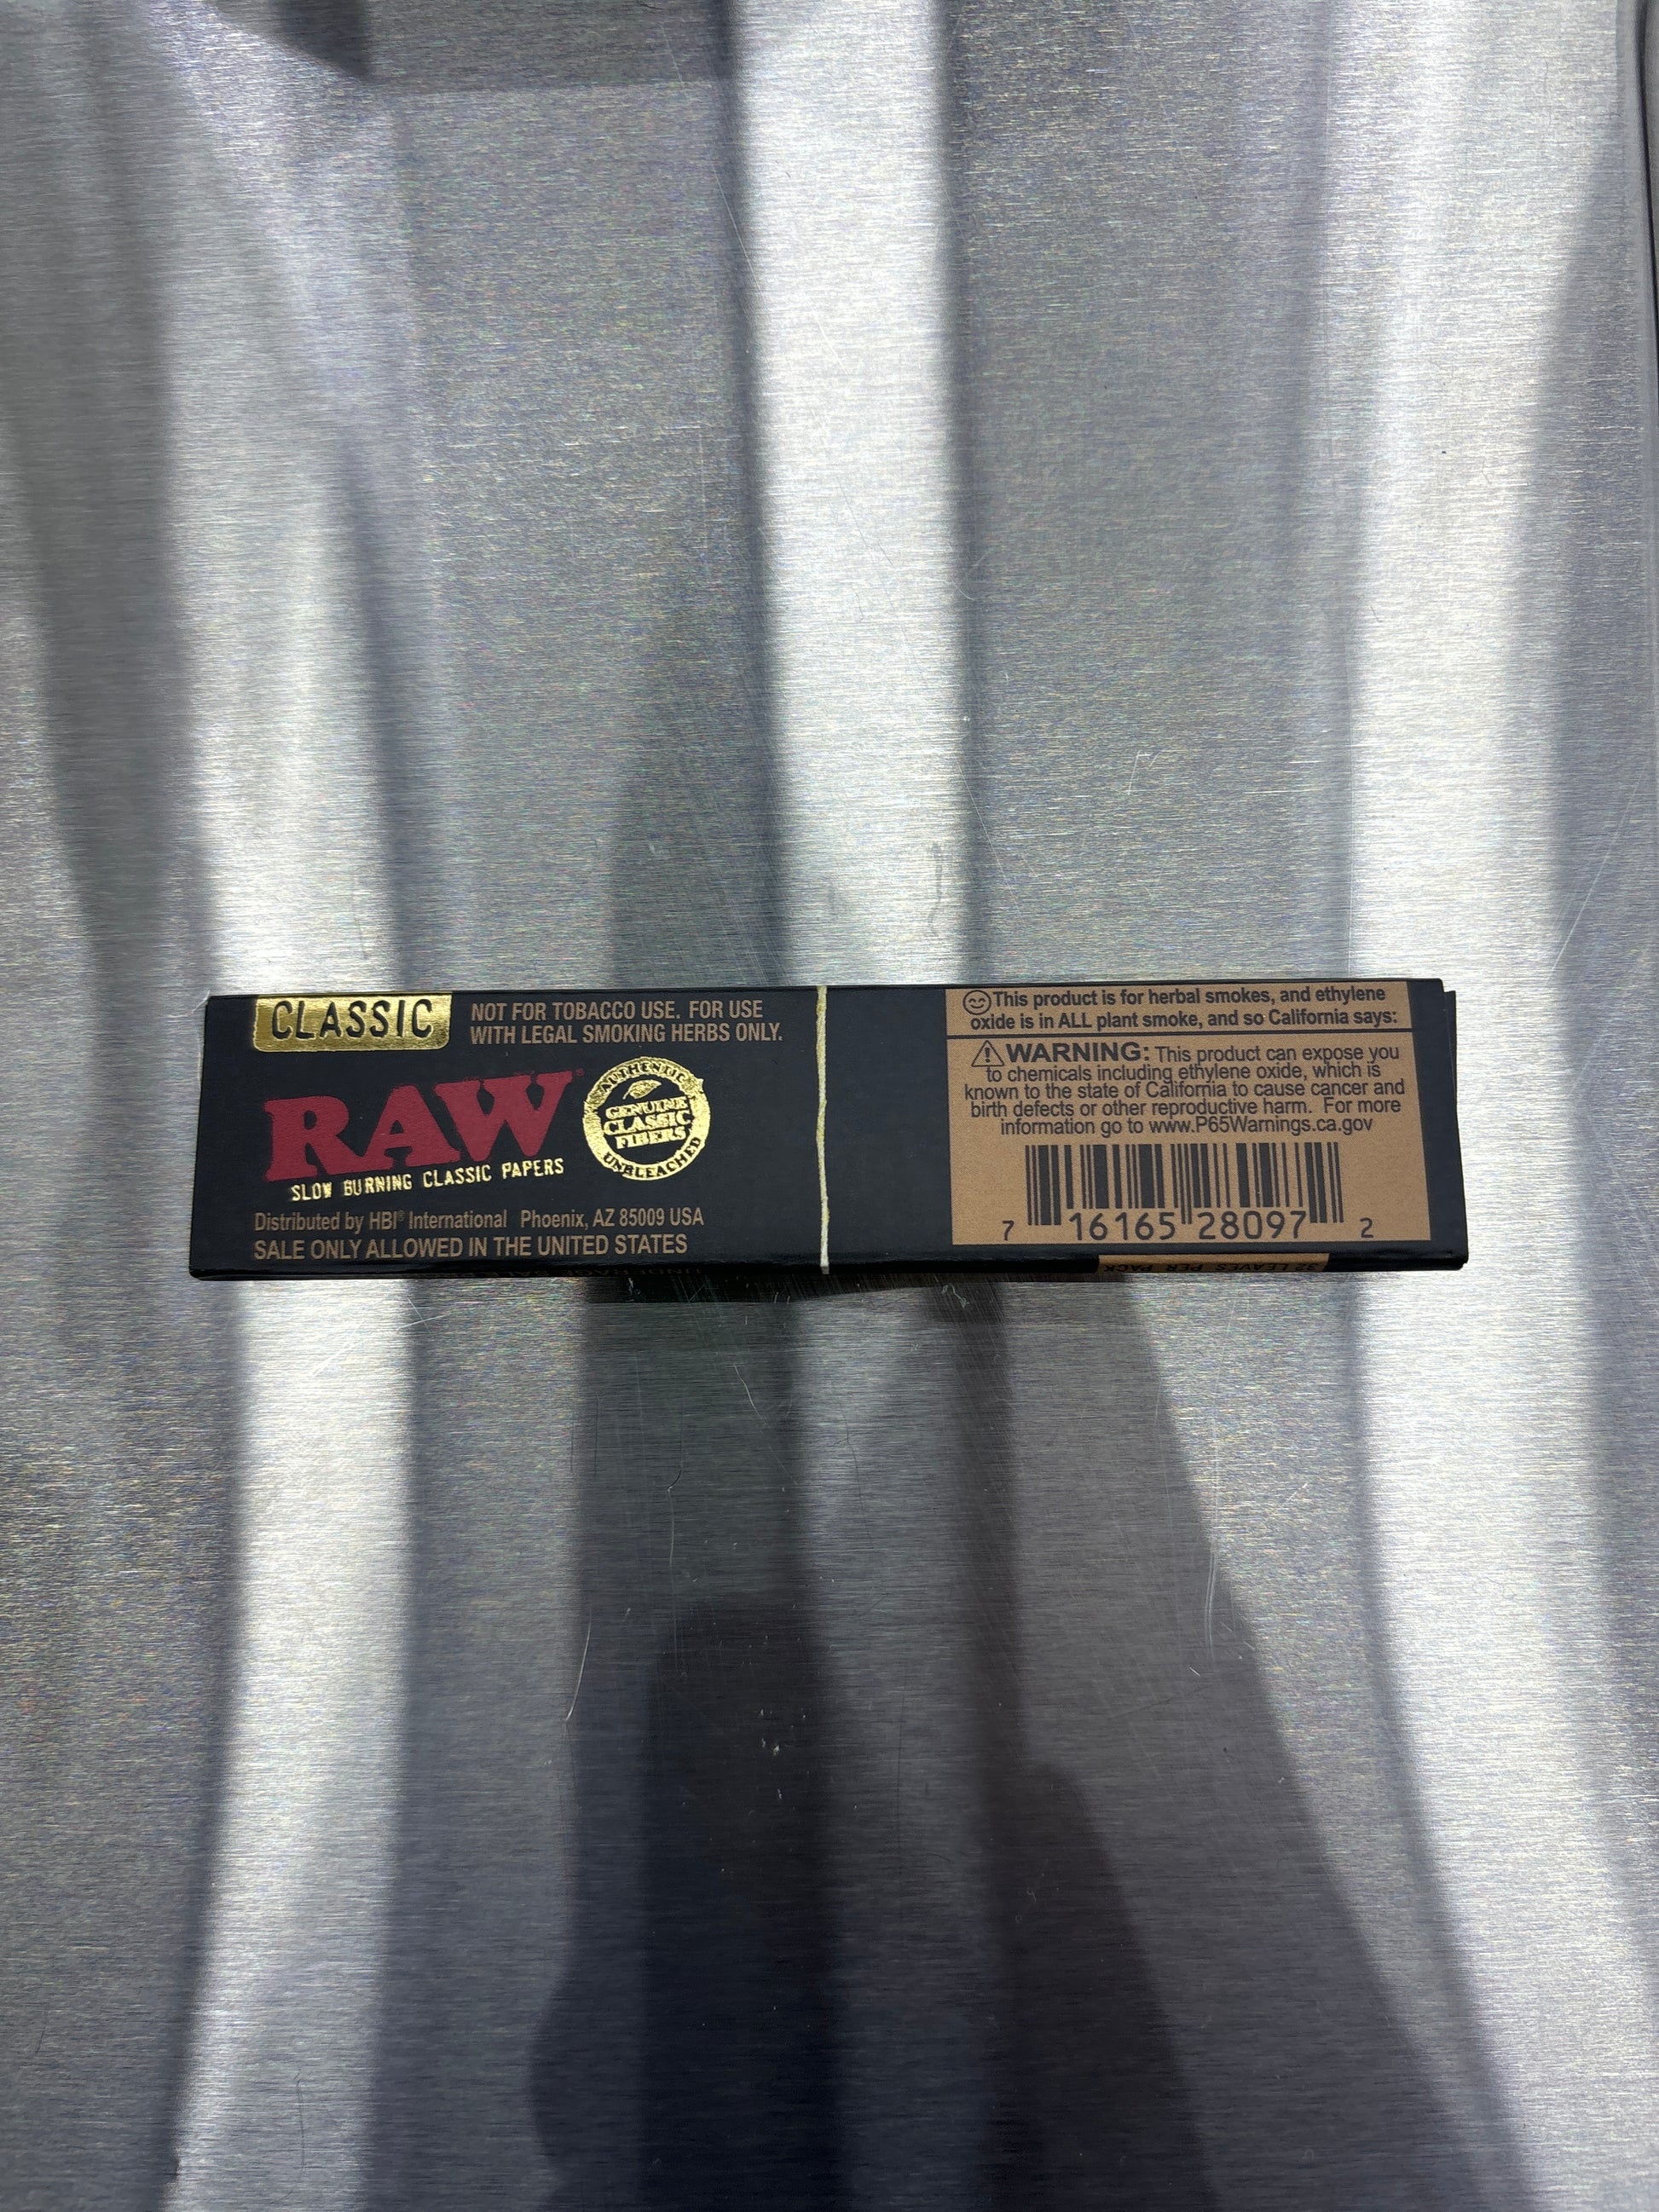 CLASSIC
NOT FOR TOBACCO USE. FOR USE
WITH LEGAL SMOKING HERBS ONLY.
RAW
SLOW BURNING CLASSIC PAPERS
AUTHENTIC
GENUINE
CLASSIC
FIBERS
UNBLEACHED
Distributed by HBI® International Phoenix, AZ 85009 USA
SALE ONLY ALLOWED IN THE UNITED STATES
This product is for herbal smokes, and ethylene
oxide is in ALL plant smoke, and so California says:
WARNING: This product can expose you
to chemicals including ethylene oxide, which is
known to the state of California to cause cancer and
birth defects or other reproductive harm. For more
information go to www.P65Warnings.ca.gov
7 16165 28097 2
32 LEAVES PER PACK